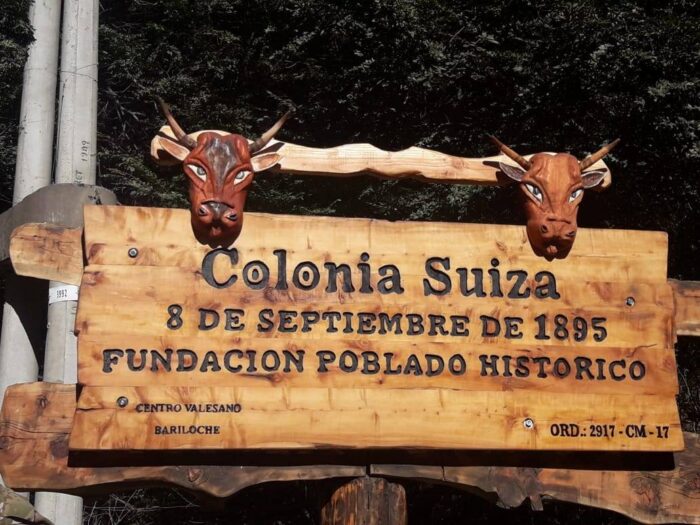 Colonia Suiza
8 DE SEPTIEMBRE DE 1895
FUNDACION POBLADO HISTORICO
CENTRO VALESANO
BARILOCHE
ORD.: 2917 - CM - 17